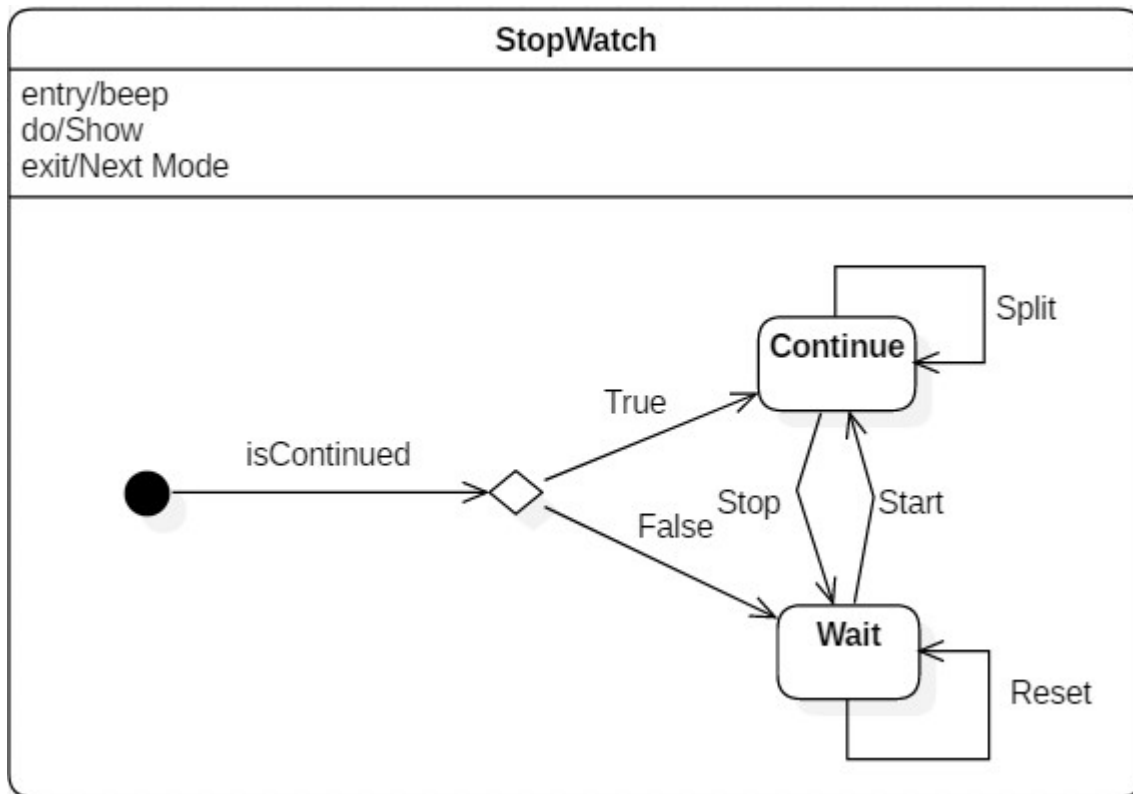 StopWatch
entry/beep
do/Show
exit/Next Mode
Split
Continue
True
isContinued
Stop
Start
False
Wait
Reset